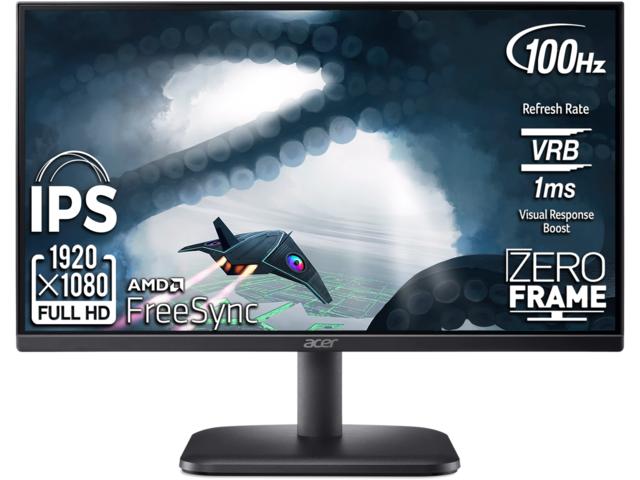 IPS
1920
×1080
FULL HD
AMD
FreeSync
100Hz
Refresh Rate
VRB
1ms
Visual Response
Boost
ZERO
FRAME
acer